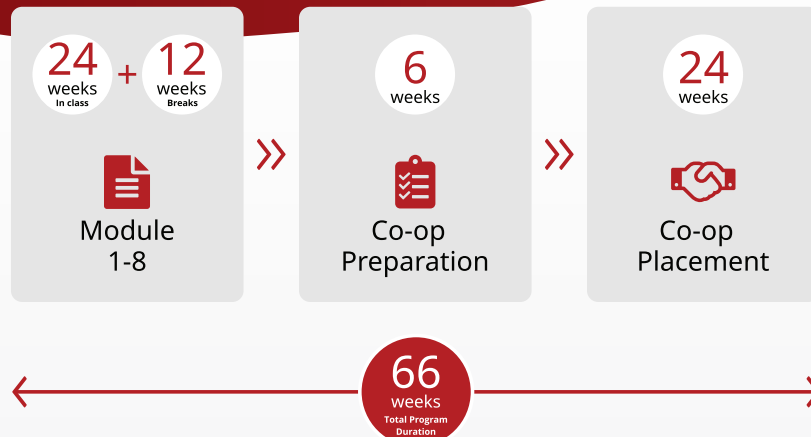 24
weeks
In class
+
12
weeks
Breaks
Module
1-8
6
weeks
Co-op
Preparation
24
weeks
Co-op
Placement
66
weeks
Total Program
Duration